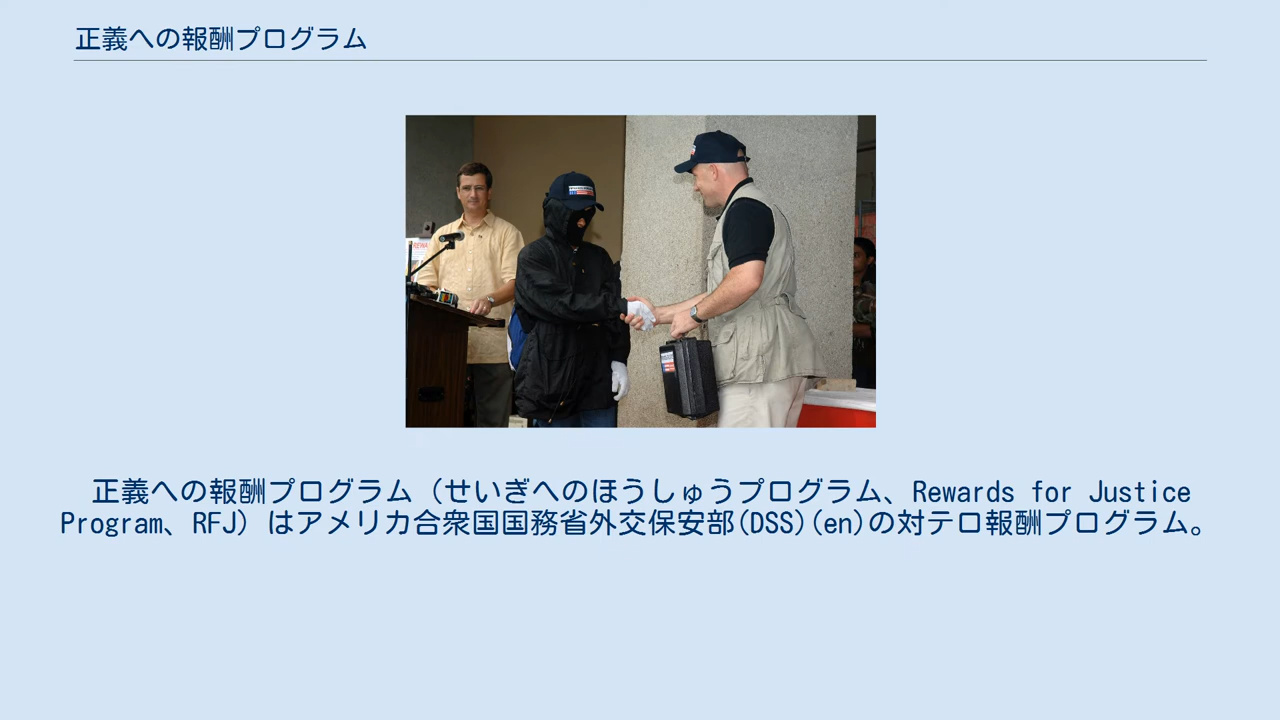 正義への報酬プログラム
正義への報酬プログラム（せいぎへのほうしゅうプログラム、Rewards for Justice
Program、RFJ）はアメリカ合衆国国務省外交保安部(DSS)(en)の対テロ報酬プログラム。